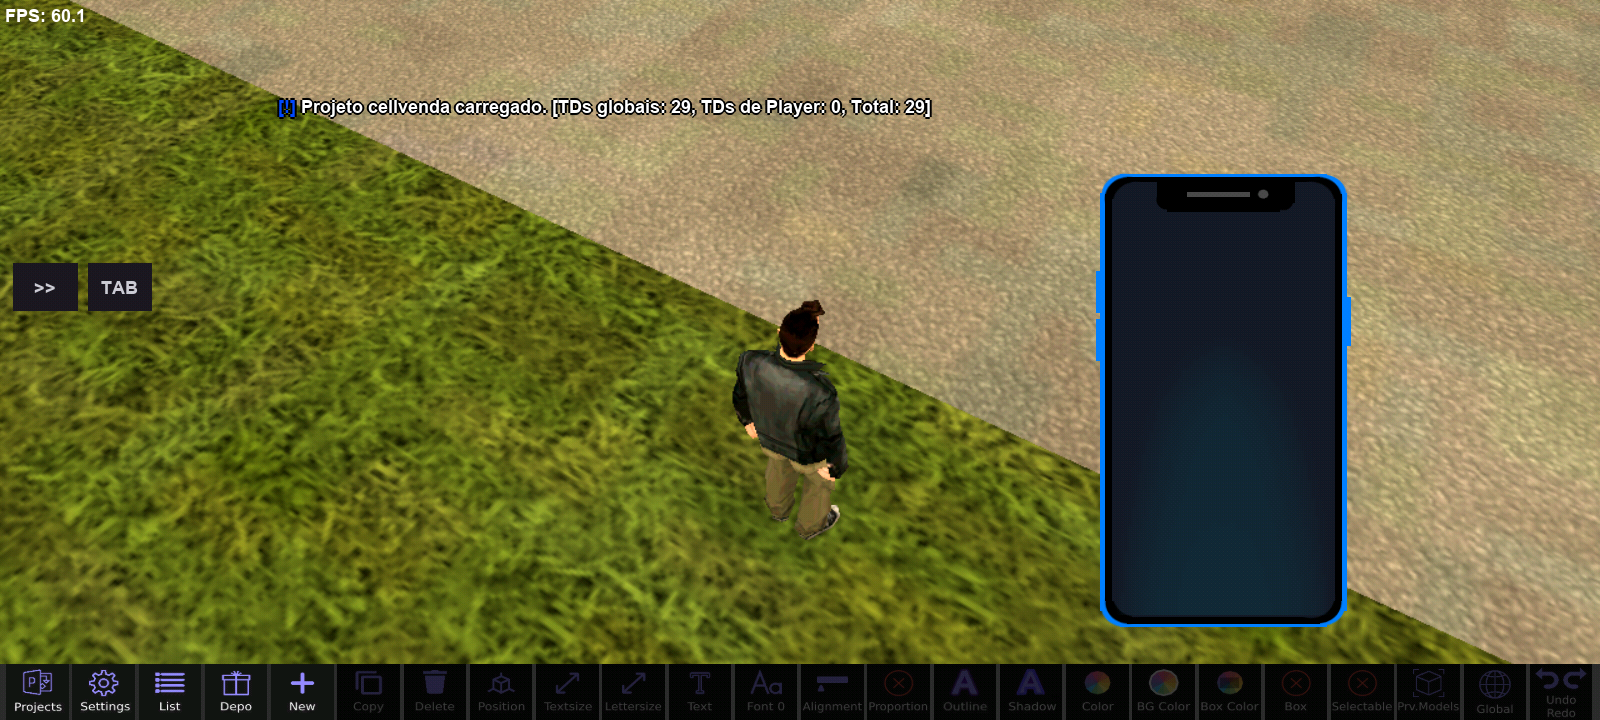 FPS: 60.1
[!] Projeto cellvenda carregado. [TDs globais: 29, TDs de Player: 0, Total: 29]
>> TAB
Projects Settings List Depo New Copy Delete Position Textsize Lettersize Text Font 0 Alignment Proportion Outline Shadow Color BG Color Box Color Box Selectable Prv.Models Global Undo
Redo